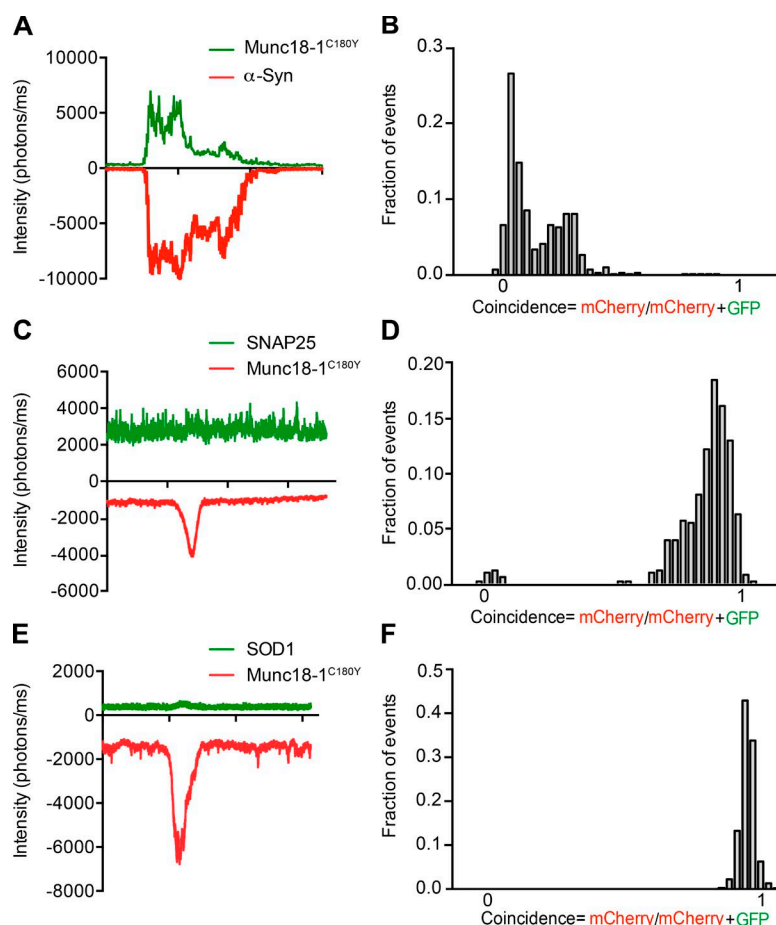 A
Munc18-1C180Y
α-Syn
Intensity (photons/ms)
10000
5000
0
-5000
-10000
B
Fraction of events
0.3
0.2
0.1
0.0
0
1
Coincidence= mCherry/mCherry+GFP
C
SNAP25
Munc18-1C180Y
Intensity (photons/ms)
6000
4000
2000
0
-2000
-4000
-6000
D
Fraction of events
0.20
0.15
0.10
0.05
0.00
0
1
Coincidence= mCherry/mCherry+GFP
E
SOD1
Munc18-1C180Y
Intensity (photons/ms)
2000
0
-2000
-4000
-6000
-8000
F
Fraction of events
0.5
0.4
0.3
0.2
0.1
0.0
0
1
Coincidence= mCherry/mCherry+GFP